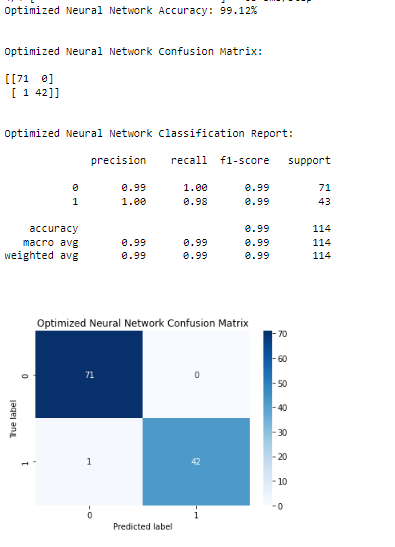 Optimized Neural Network Accuracy: 99.12%
Optimized Neural Network Confusion Matrix:
[[71 0]
[ 1 42]]
Optimized Neural Network Classification Report:
precision recall f1-score support
0 0.99 1.00 0.99 71
1 1.00 0.98 0.99 43
accuracy 0.99 114
macro avg 0.99 0.99 0.99 114
weighted avg 0.99 0.99 0.99 114
Optimized Neural Network Confusion Matrix
70
60
50
40
30
20
10
0
True label
0
1
71 0
1 42
0 1
Predicted label